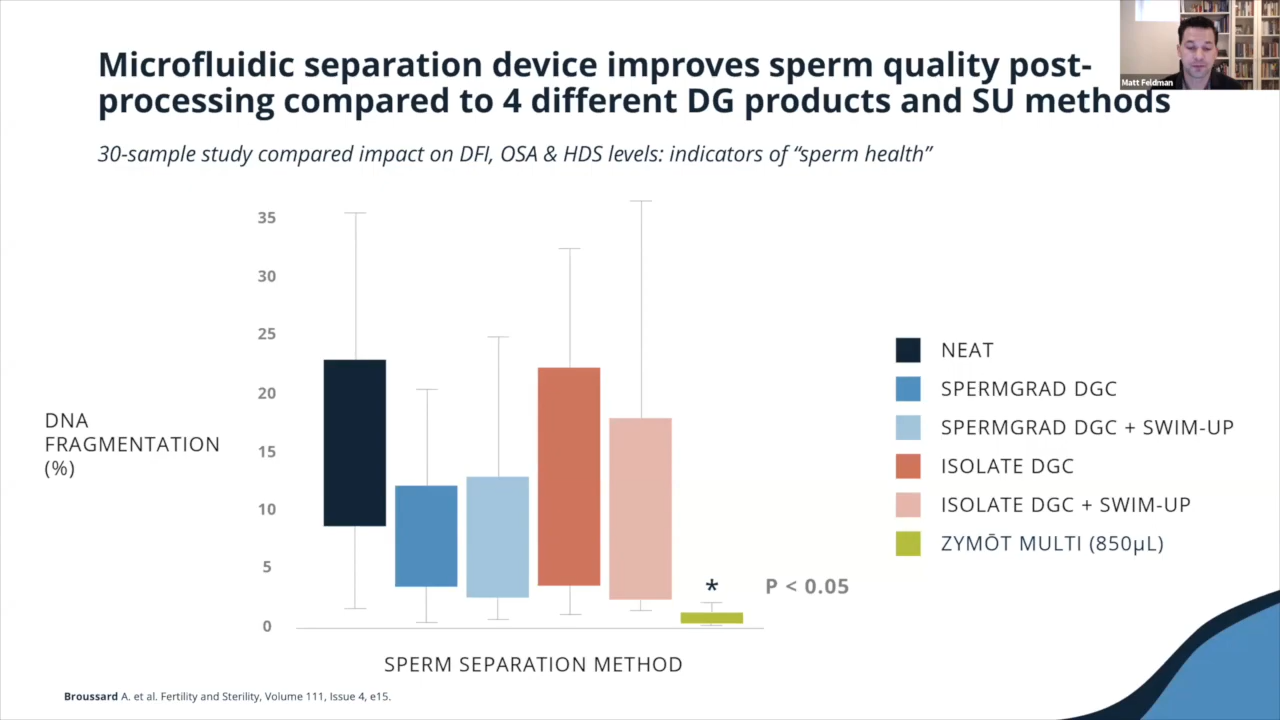 Microfluidic separation device improves sperm quality post-
processing compared to 4 different DG products and SU methods
Matt Feldman
30-sample study compared impact on DFI, OSA & HDS levels: indicators of “sperm health”
35
30
25
20
15
10
5
0
DNA
FRAGMENTATION
(%)
* P < 0.05
SPERM SEPARATION METHOD
NEAT
SPERMGRAD DGC
SPERMGRAD DGC + SWIM-UP
ISOLATE DGC
ISOLATE DGC + SWIM-UP
ZYMŌT MULTI (850µL)
Broussard A. et al. Fertility and Sterility, Volume 111, Issue 4, e15.